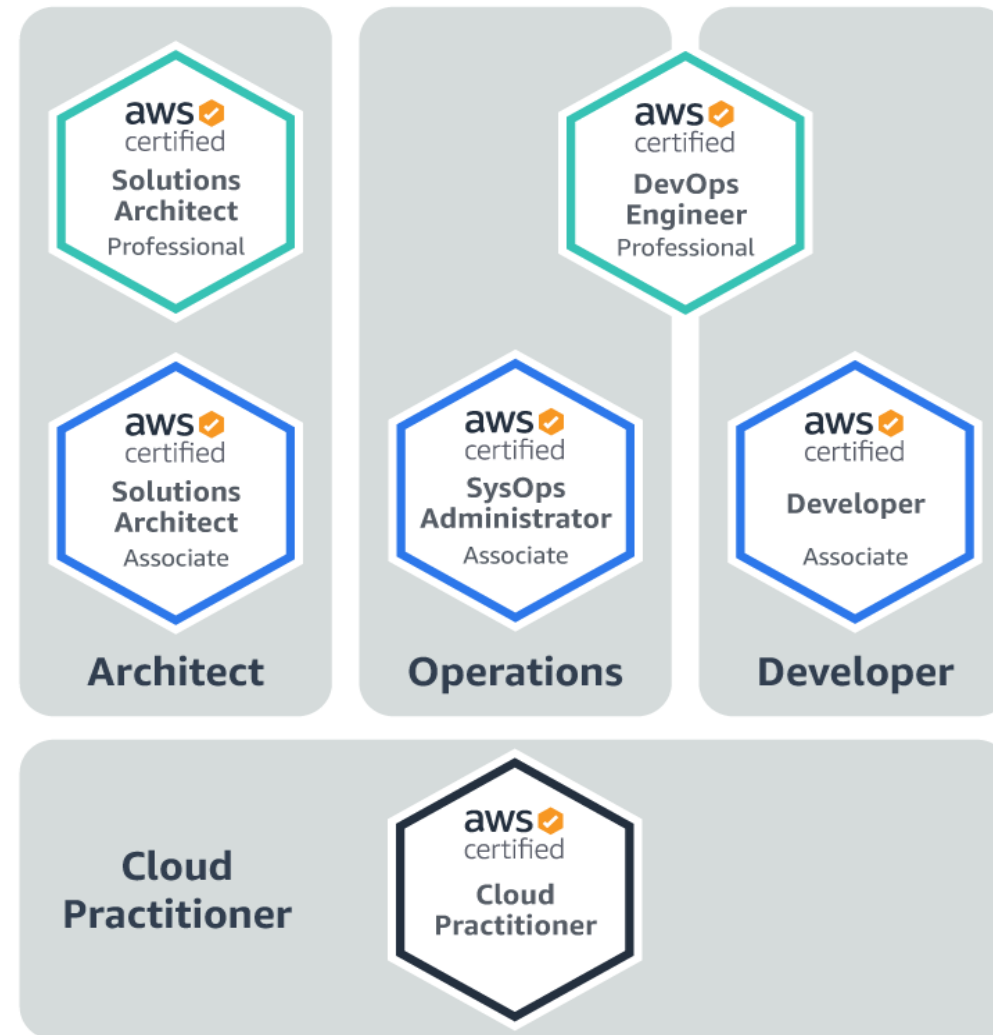 aws
certified
Solutions
Architect
Professional
aws
certified
DevOps
Engineer
Professional
aws
certified
Solutions
Architect
Associate
aws
certified
SysOps
Administrator
Associate
aws
certified
Developer
Associate
Architect
Operations
Developer
Cloud
Practitioner
aws
certified
Cloud
Practitioner